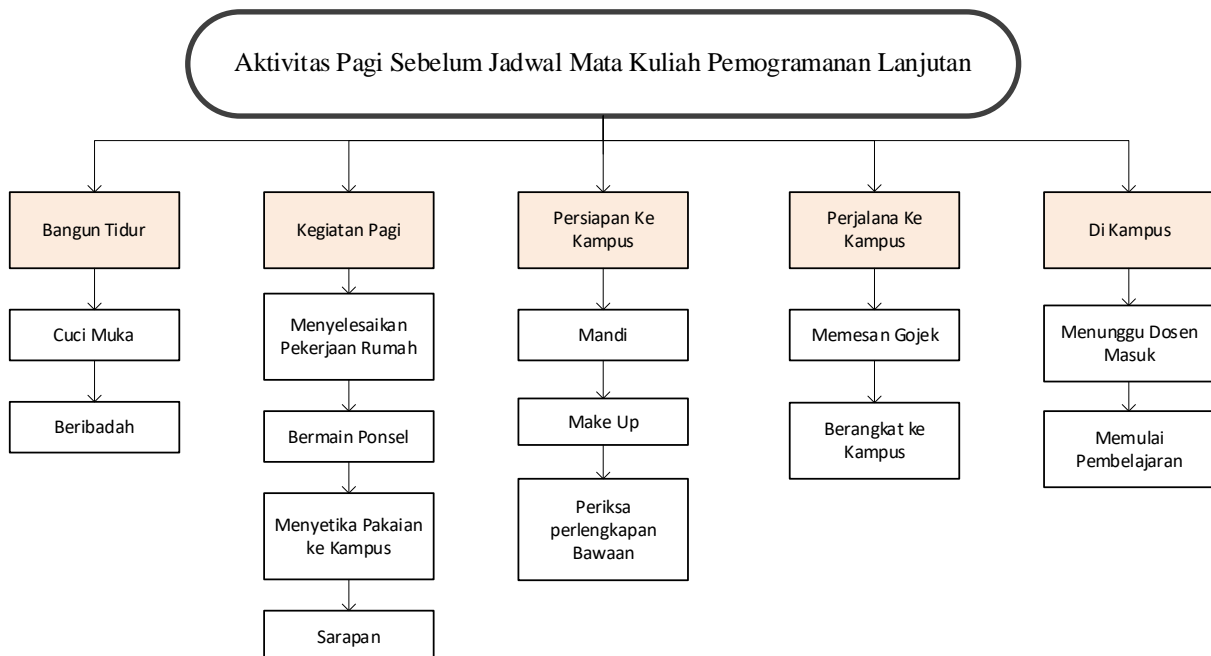 Aktivitas Pagi Sebelum Jadwal Mata Kuliah Pemogramanan Lanjutan
Bangun Tidur
Cuci Muka
Beribadah
Kegiatan Pagi
Menyelesaikan
Pekerjaan Rumah
Bermain Ponsel
Menyetika Pakaian
ke Kampus
Sarapan
Persiapan Ke
Kampus
Mandi
Make Up
Periksa
perlengkapan
Bawaan
Perjalana Ke
Kampus
Memesan Gojek
Berangkat ke
Kampus
Di Kampus
Menunggu Dosen
Masuk
Memulai
Pembelajaran